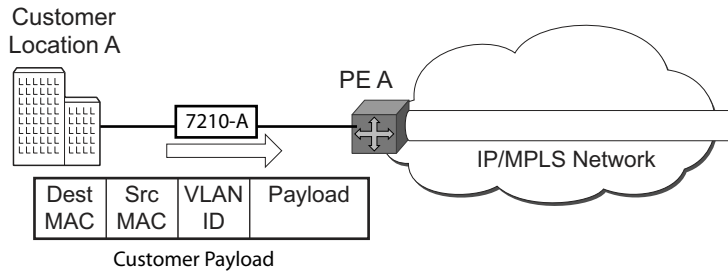 Customer
Location A
PE A
7210-A
IP/MPLS Network
Dest
MAC
Src
MAC
VLAN
ID
Payload
Customer Payload